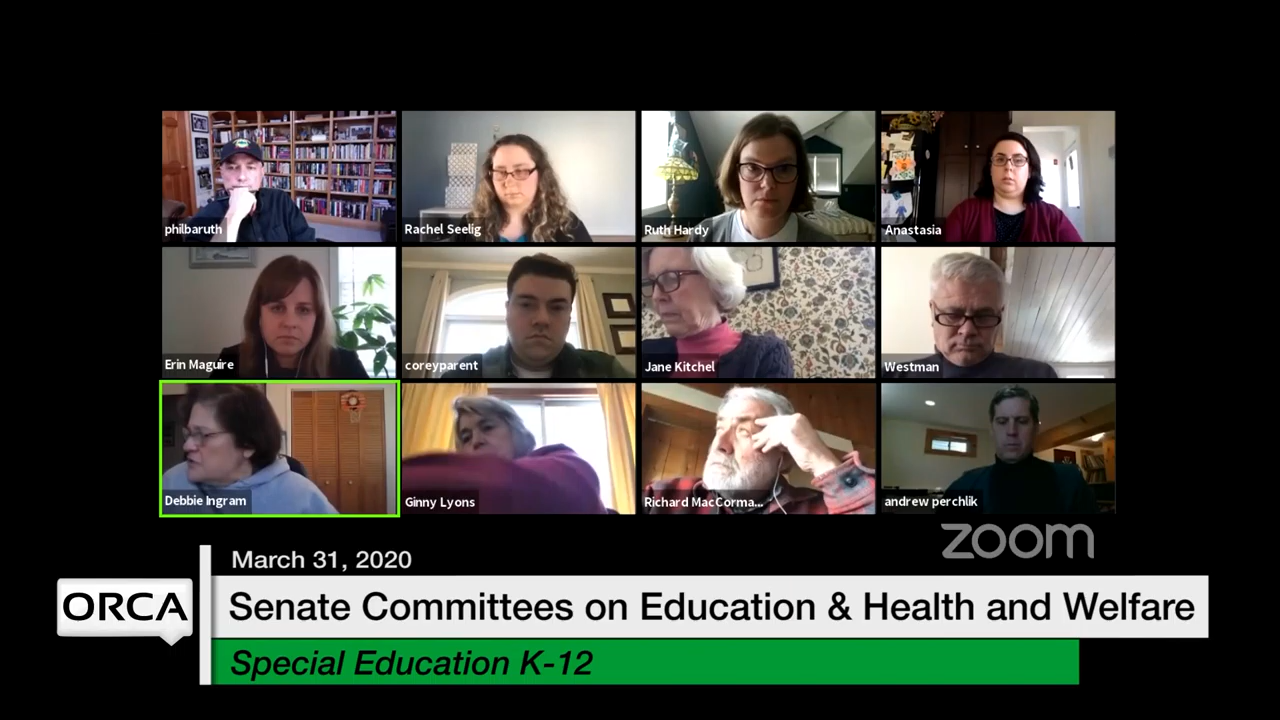 philbaruth
Rachel Seelig
Ruth Hardy
Anastasia
Erin Maguire
coreyparent
Jane Kitchel
Westman
Debbie Ingram
Ginny Lyons
Richard MacCorma...
andrew perchlik
zoom
March 31, 2020
ORCA
Senate Committees on Education & Health and Welfare
Special Education K-12